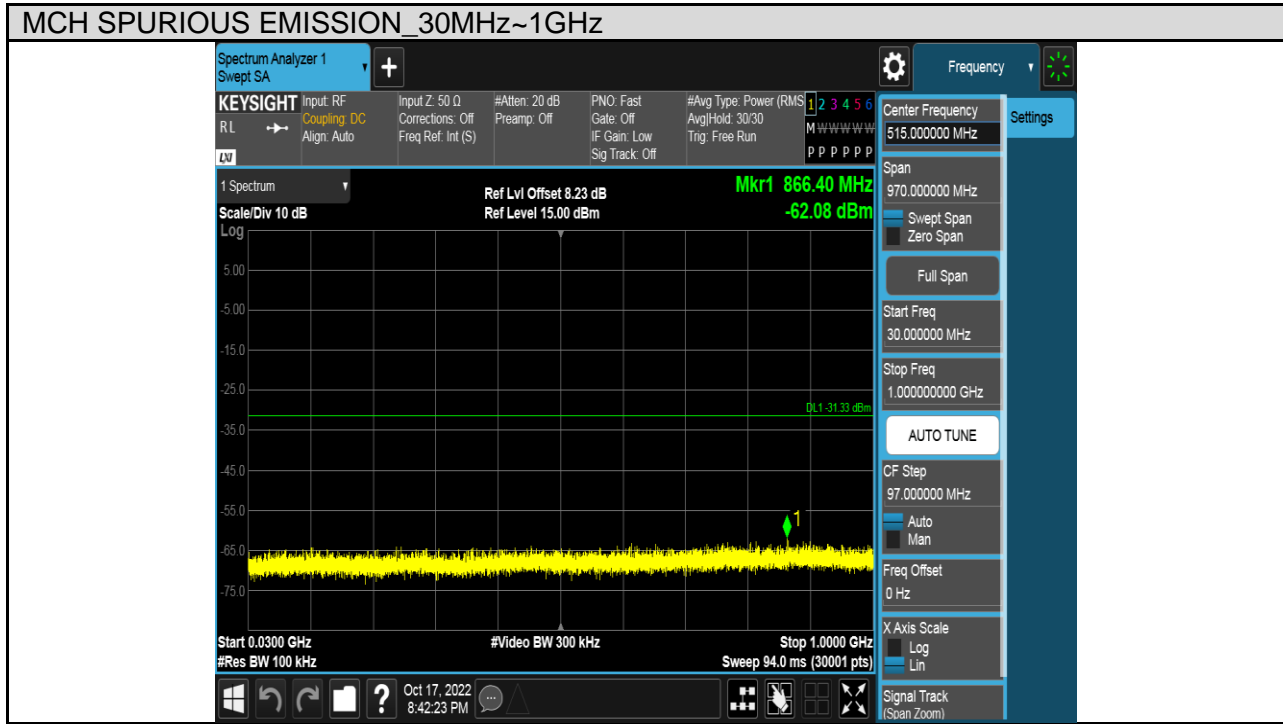 MCH SPURIOUS EMISSION_30MHz~1GHz
Spectrum Analyzer 1
Swept SA
+
Frequency
KEYSIGHT
RL
LXI
Input: RF
Coupling: DC
Align: Auto
Input Z: 50 Ω
Corrections: Off
Freq Ref: Int (S)
#Atten: 20 dB
Preamp: Off
PNO: Fast
Gate: Off
IF Gain: Low
Sig Track: Off
#Avg Type: Power (RMS
Avg|Hold: 30/30
Trig: Free Run
1 2 3 4 5 6
M W W W W W
P P P P P P
1 Spectrum
Scale/Div 10 dB
Ref Lvl Offset 8.23 dB
Ref Level 15.00 dBm
Mkr1 866.40 MHz
-62.08 dBm
Log
5.00
-5.00
-15.0
-25.0
DL1 -31.33 dBm
-35.0
-45.0
-55.0
1
-65.0
-75.0
Start 0.0300 GHz
#Res BW 100 kHz
#Video BW 300 kHz
Stop 1.0000 GHz
Sweep 94.0 ms (30001 pts)
Center Frequency
515.000000 MHz
Settings
Span
970.000000 MHz
Swept Span
Zero Span
Full Span
Start Freq
30.000000 MHz
Stop Freq
1.000000000 GHz
AUTO TUNE
CF Step
97.000000 MHz
Auto
Man
Freq Offset
0 Hz
X Axis Scale
Log
Lin
Signal Track
(Span Zoom)
?
Oct 17, 2022
8:42:23 PM